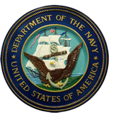 DEPARTMENT OF THE NAVY
UNITED STATES OF AMERICA